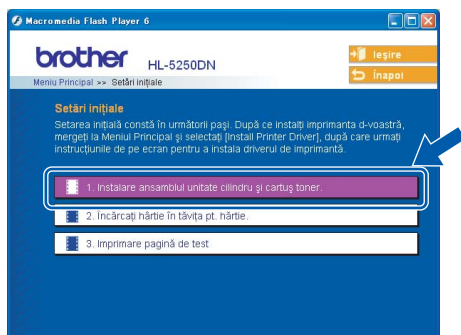 Macromedia Flash Player 6
brother HL-5250DN
Ieşire
Înapoi
Meniu Principal >> Setări iniţiale
Setări iniţiale
Setarea iniţială constă în următorii paşi. După ce instalţi imprimanta d-voastră,
mergeţi la Meniul Principal şi selectaţi [Install Printer Driver], după care urmaţi
instrucţiunile de pe ecran pentru a instala driverul de imprimantă.
1. Instalare ansamblul unitate cilindru şi cartuş toner.
2. Încărcaţi hârtie în tăviţa pt. hârtie.
3. Imprimare pagină de test